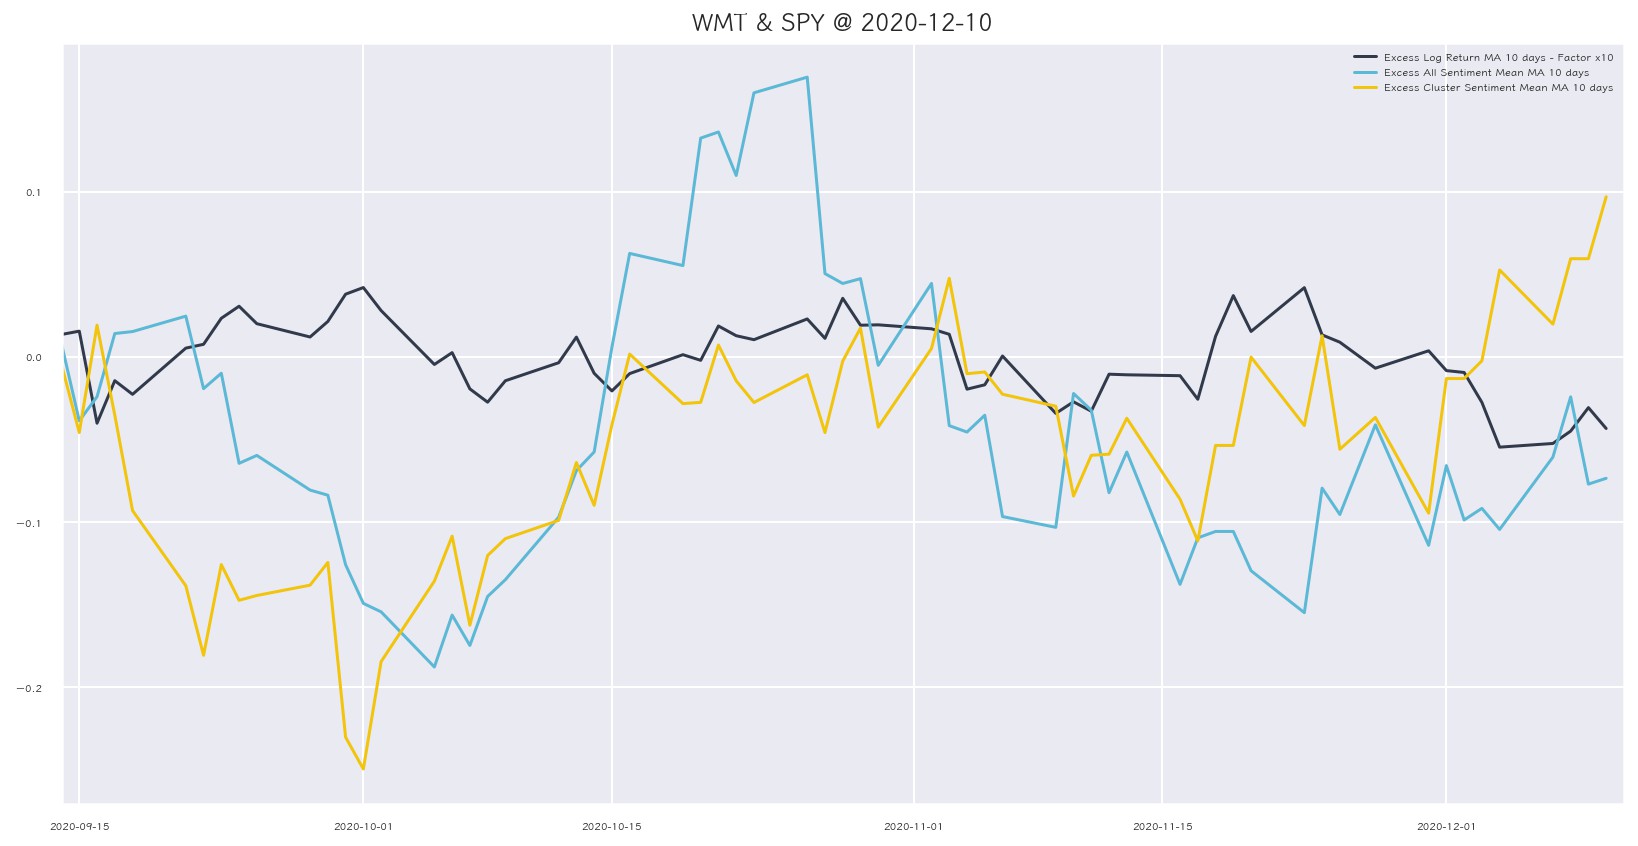 WMT & SPY @ 2020-12-10
Excess Log Return MA 10 days - Factor x10
Excess All Sentiment Mean MA 10 days
Excess Cluster Sentiment Mean MA 10 days
0.1
0.0
−0.1
−0.2
2020-09-15
2020-10-01
2020-10-15
2020-11-01
2020-11-15
2020-12-01